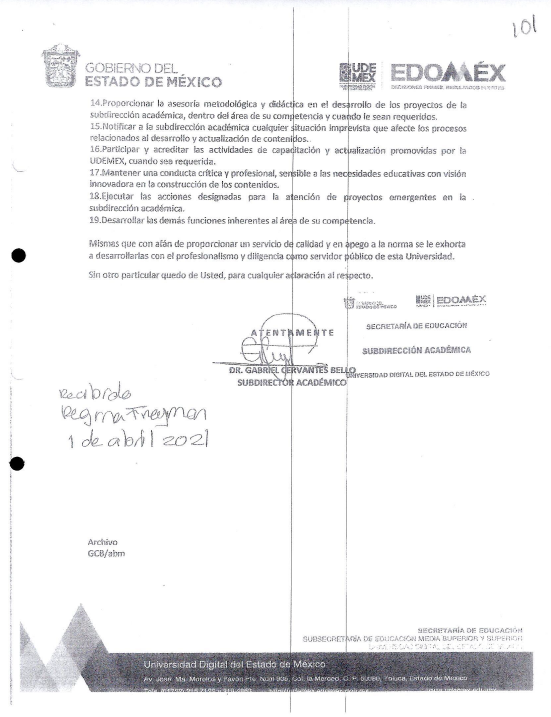 101
GOBIERNO DEL
ESTADO DE MÉXICO
UDEMEX
EDOMÉX
DECISIONES FIRMES, RESULTADOS FUERTES.
14.Proporcionar la asesoría metodológica y didáctica en el desarrollo de los proyectos de la
subdirección académica, dentro del área de su competencia y cuando le sean requeridos.
15.Notificar a la subdirección académica cualquier situación imprevista que afecte los procesos
relacionados al desarrollo y actualización de contenidos..
16.Participar y acreditar las actividades de capacitación y actualización promovidas por la
UDEMEX, cuando sea requerida.
17.Mantener una conducta crítica y profesional, sensible a las necesidades educativas con visión
innovadora en la construcción de los contenidos.
18.Ejecutar las acciones designadas para la atención de proyectos emergentes en la
subdirección académica.
19.Desarrollar las demás funciones inherentes al área de su competencia.
Mismas que con afán de proporcionar un servicio de calidad y en apego a la norma se le exhorta
a desarrollarlas con el profesionalismo y diligencia como servidor público de esta Universidad.
Sin otro particular quedo de Usted, para cualquier aclaración al respecto.
ESTADO DE MÉXICO
UDEMEX
EDOMÉX
SECRETARÍA DE EDUCACIÓN
ATENTAMENTE
SUBDIRECCIÓN ACADÉMICA
DR. GABRIEL CERVANTES BELLO
UNIVERSIDAD DIGITAL DEL ESTADO DE MÉXICO
SUBDIRECTOR ACADÉMICO
Recibido
Regina Freyman
1 de abril 2021
Archivo
GCB/abm
SECRETARÍA DE EDUCACIÓN
SUBSECRETARÍA DE EDUCACIÓN MEDIA SUPERIOR Y SUPERIOR
UNIVERSIDAD DIGITAL DEL ESTADO DE MÉXICO
Universidad Digital del Estado de México
Av. José. Ma. Morelos y Pavón Pte. Núm 905, Col. la Merced, C. P. 50080, Toluca, Estado de México